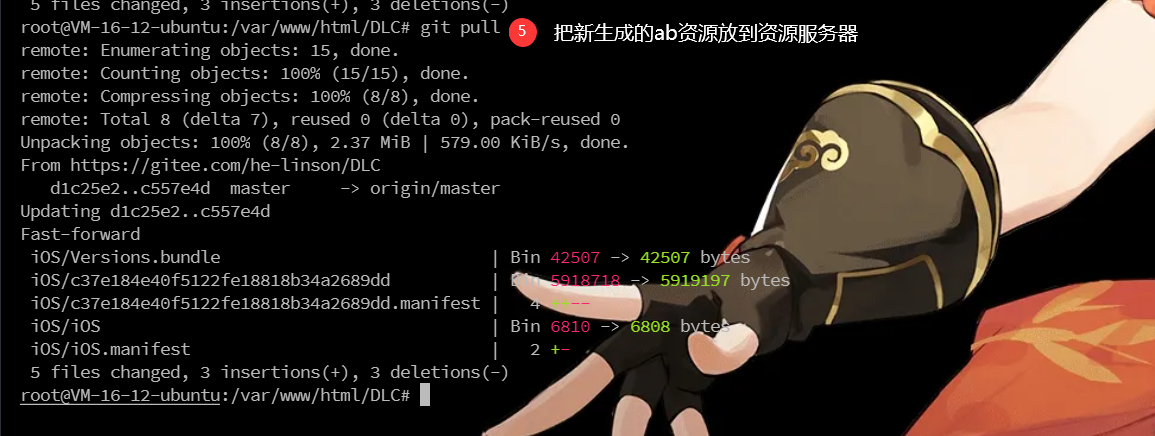 5 files changed, 3 insertions(+), 3 deletions(-)
root@VM-16-12-ubuntu:/var/www/html/DLC# git pull 5 把新生成的ab资源放到资源服务器
remote: Enumerating objects: 15, done.
remote: Counting objects: 100% (15/15), done.
remote: Compressing objects: 100% (8/8), done.
remote: Total 8 (delta 7), reused 0 (delta 0), pack-reused 0
Unpacking objects: 100% (8/8), 2.37 MiB | 579.00 KiB/s, done.
From https://gitee.com/he-linson/DLC
d1c25e2..c557e4d master -> origin/master
Updating d1c25e2..c557e4d
Fast-forward
iOS/Versions.bundle | Bin 42507 -> 42507 bytes
iOS/c37e184e40f5122fe18818b34a2689dd | Bin 5918718 -> 5919197 bytes
iOS/c37e184e40f5122fe18818b34a2689dd.manifest | 4 ++--
iOS/iOS | Bin 6810 -> 6808 bytes
iOS/iOS.manifest | 2 +-
5 files changed, 3 insertions(+), 3 deletions(-)
root@VM-16-12-ubuntu:/var/www/html/DLC#